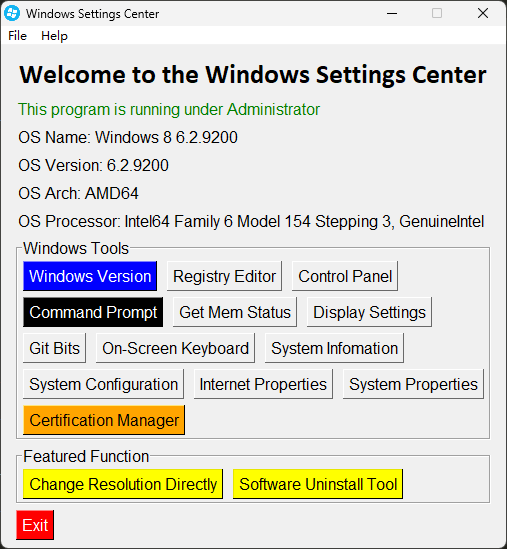 Windows Settings Center
File Help
Welcome to the Windows Settings Center
This program is running under Administrator
OS Name: Windows 8 6.2.9200
OS Version: 6.2.9200
OS Arch: AMD64
OS Processor: Intel64 Family 6 Model 154 Stepping 3, GenuineIntel
Windows Tools
Windows Version Registry Editor Control Panel
Command Prompt Get Mem Status Display Settings
Git Bits On-Screen Keyboard System Infomation
System Configuration Internet Properties System Properties
Certification Manager
Featured Function
Change Resolution Directly Software Uninstall Tool
Exit